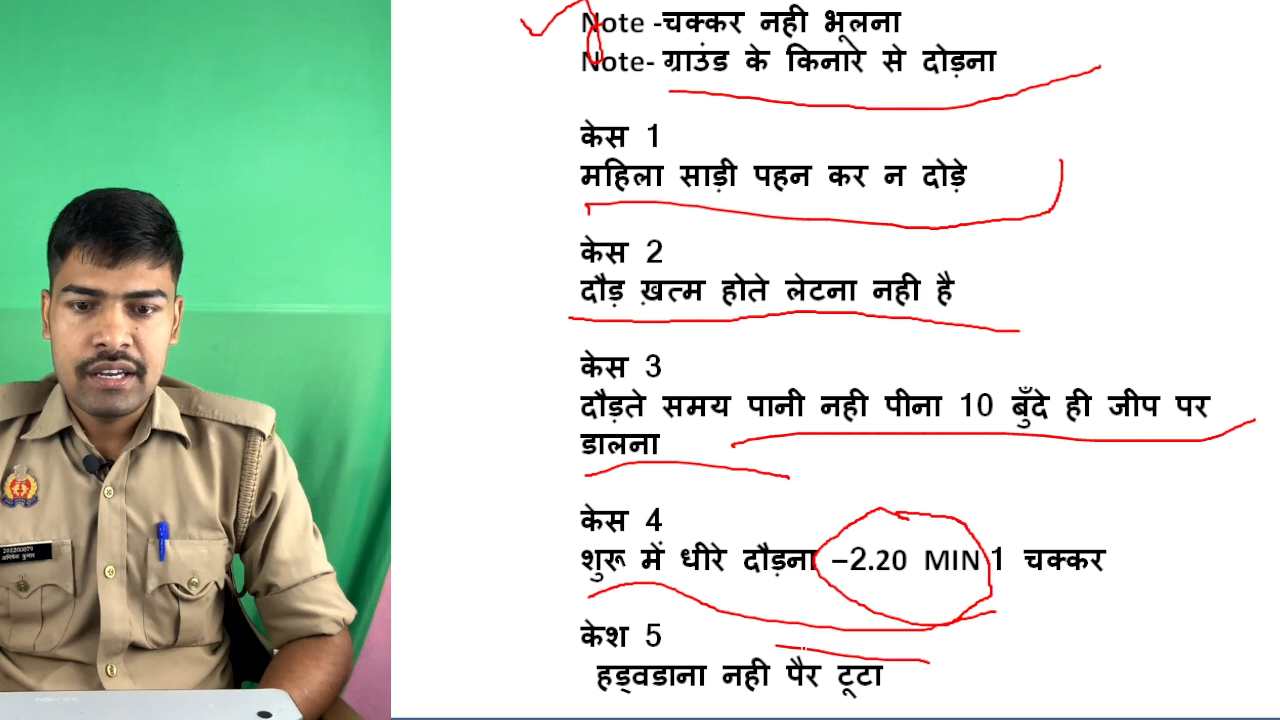 Note -चक्कर नही भूलना
Note- ग्राउंड के किनारे से दोड़ना
केस 1
महिला साड़ी पहन कर न दोड़े
केस 2
दौड़ ख़त्म होते लेटना नही है
केस 3
दौड़ते समय पानी नही पीना 10 बुँदे ही जीप पर
डालना
केस 4
शुरू में धीरे दौड़ना –2.20 MIN 1 चक्कर
केश 5
हड्वडाना नही पैर टूटा